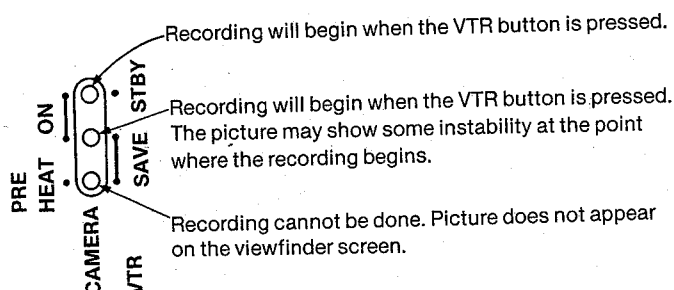 Recording will begin when the VTR button is pressed.
Recording will begin when the VTR button is pressed.
The picture may show some instability at the point
where the recording begins.
Recording cannot be done. Picture does not appear
on the viewfinder screen.
PRE
HEAT ON
CAMERA
SAVE STBY
VTR